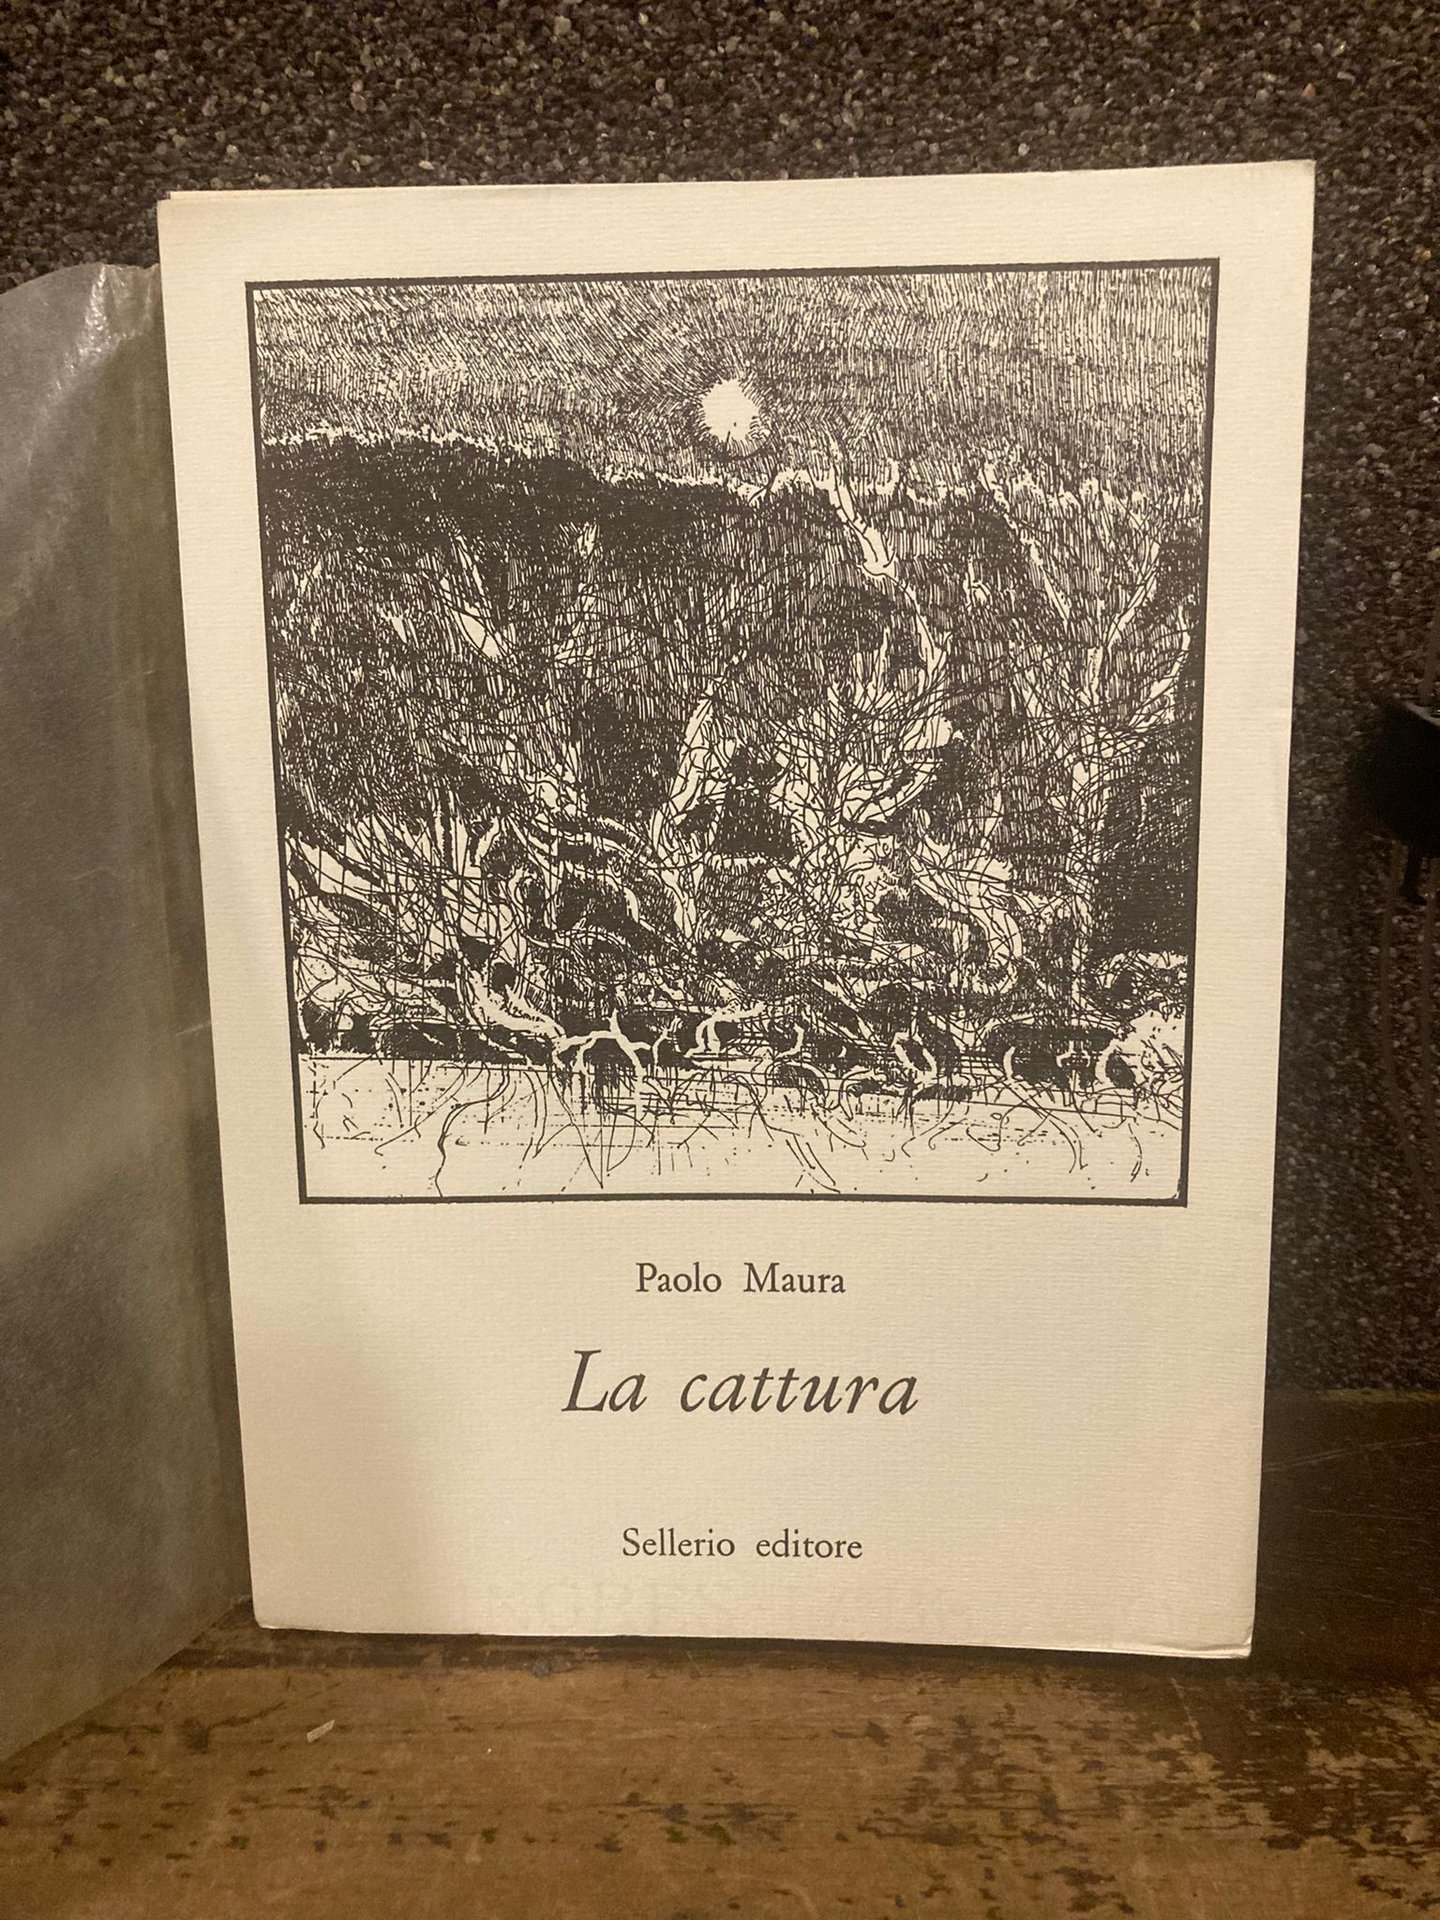 Paolo Maura
La cattura
Sellerio editore